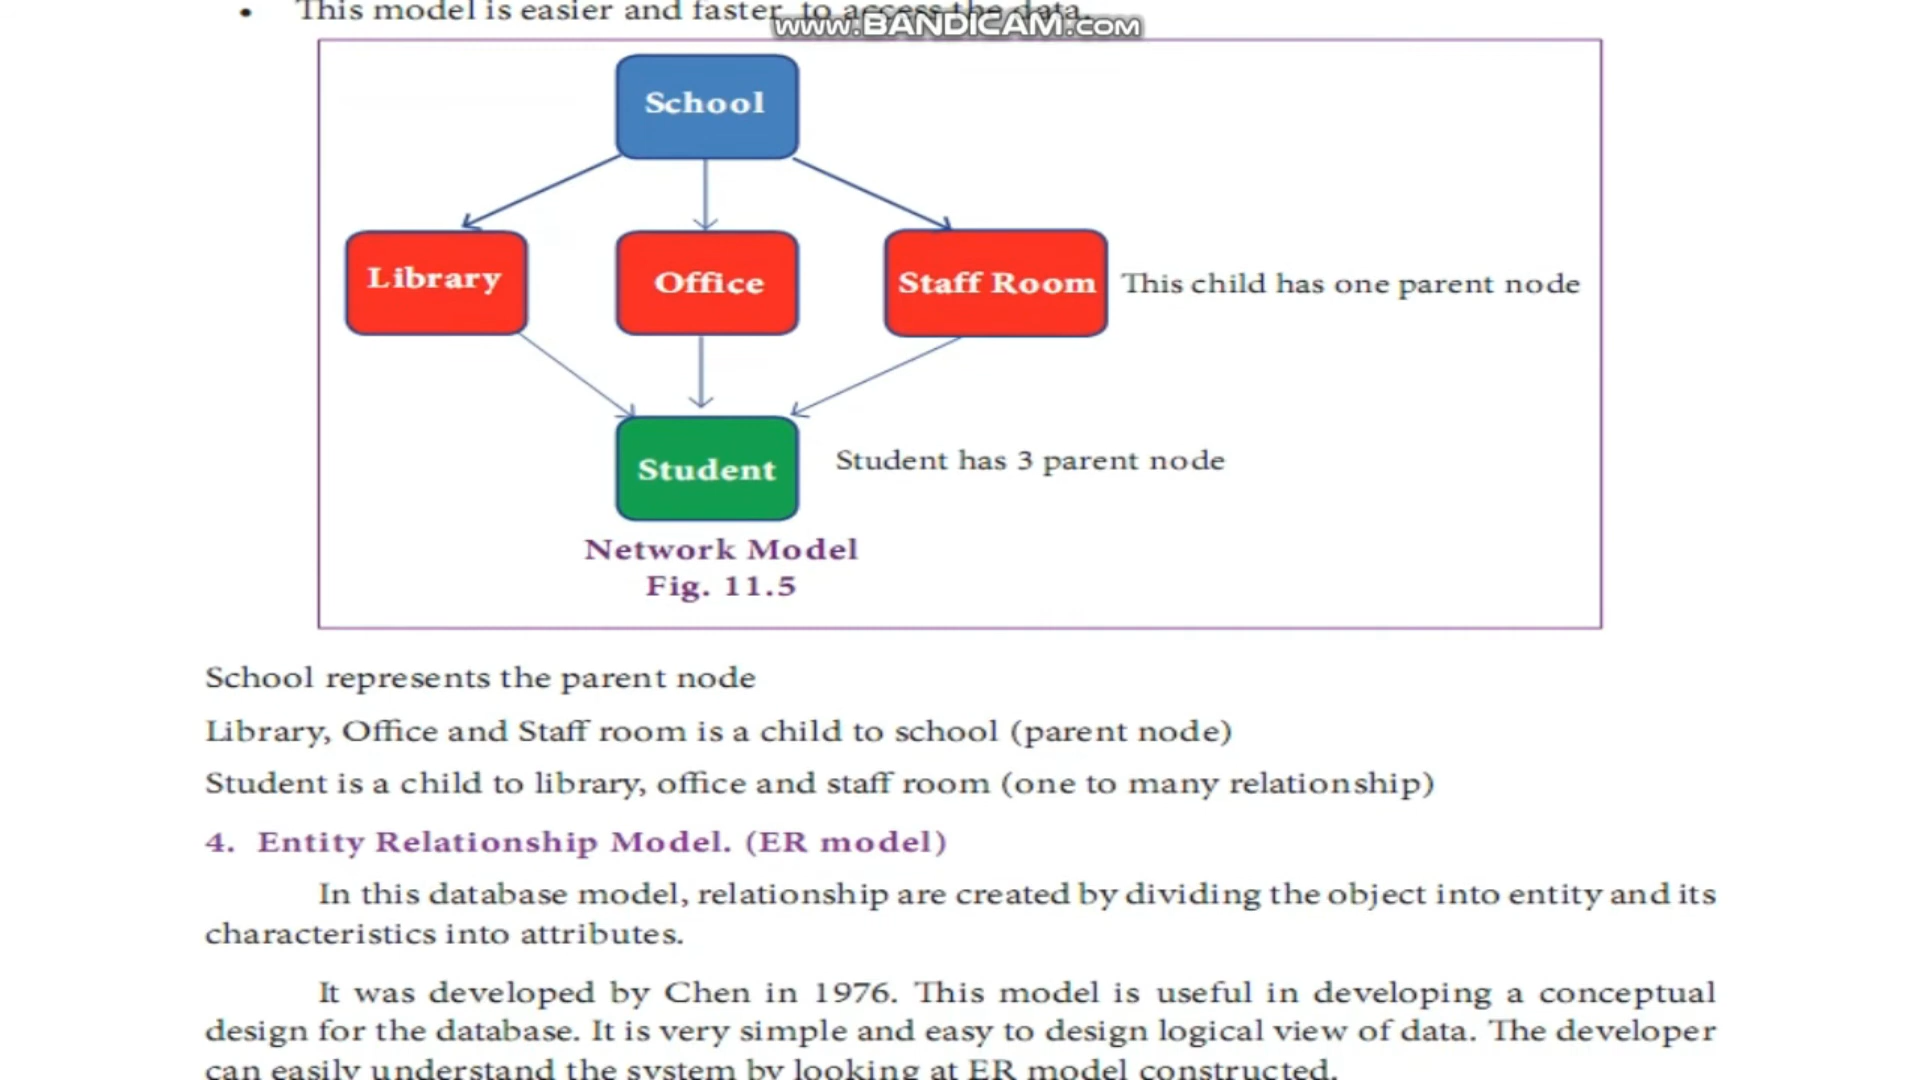 • This model is easier and faster to access the data.
www.BANDICAM.com
School
Library
Office
Staff Room
This child has one parent node
Student
Student has 3 parent node
Network Model
Fig. 11.5
School represents the parent node
Library, Office and Staff room is a child to school (parent node)
Student is a child to library, office and staff room (one to many relationship)
4. Entity Relationship Model. (ER model)
In this database model, relationship are created by dividing the object into entity and its
characteristics into attributes.
It was developed by Chen in 1976. This model is useful in developing a conceptual
design for the database. It is very simple and easy to design logical view of data. The developer
can easily understand the system by looking at ER model constructed.